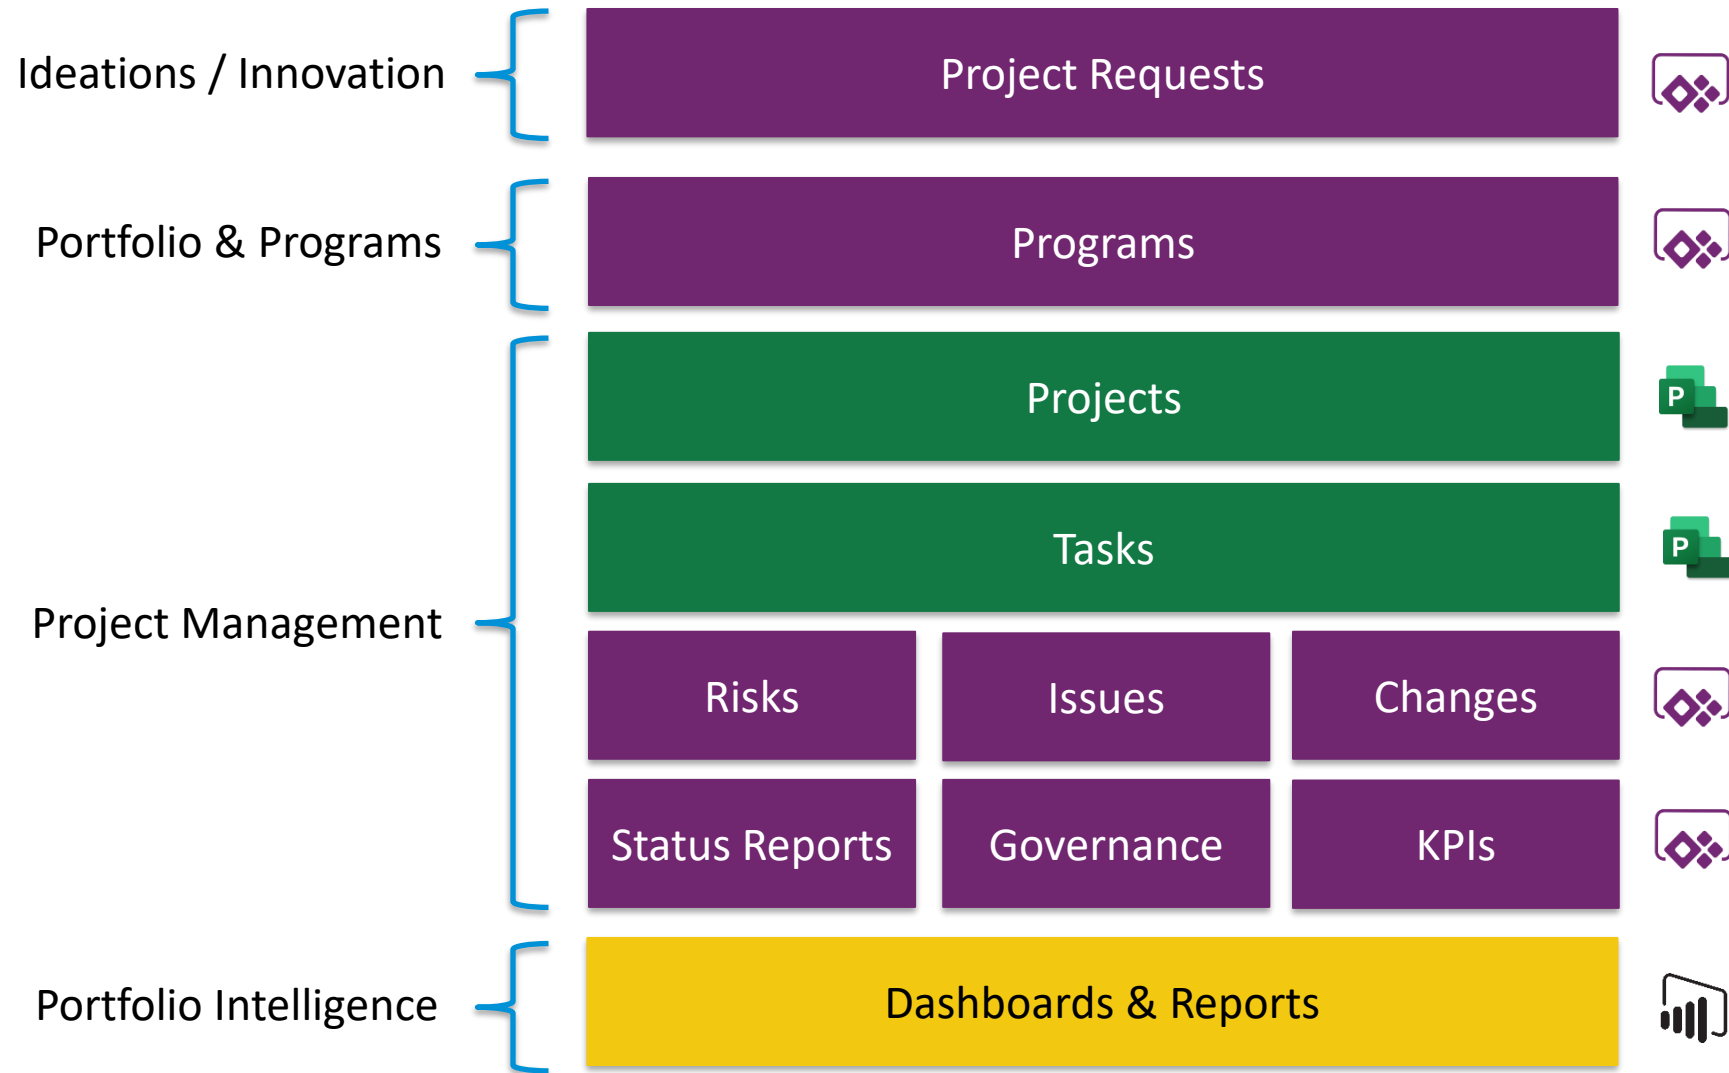 Ideations / Innovation
Project Requests
Portfolio & Programs
Programs
Project Management
Projects
P
Tasks
P
Risks
Issues
Changes
Status Reports
Governance
KPIs
Portfolio Intelligence
Dashboards & Reports